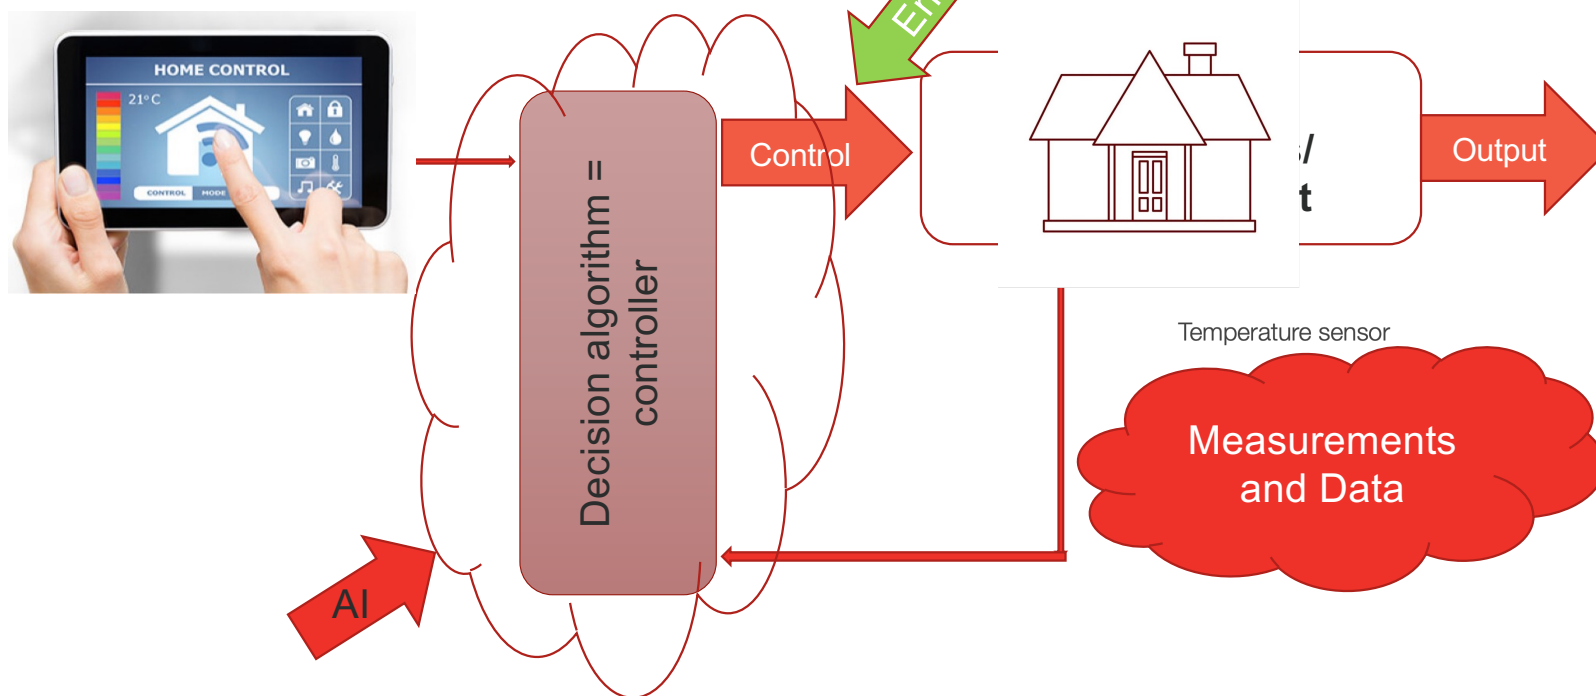 HOME CONTROL
21°C
CONTROL MODE
Decision algorithm =
controller
Control
Output
Temperature sensor
Measurements
and Data
AI